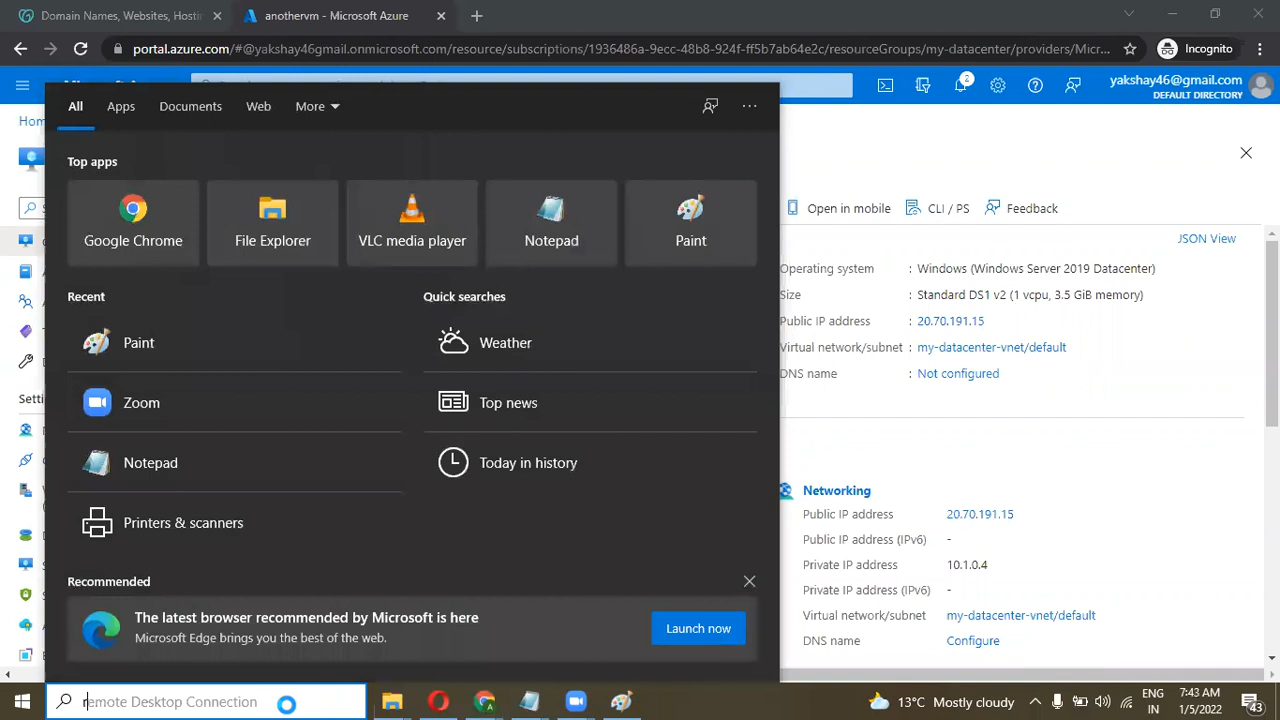 Domain Names, Websites, Hosti
anothervm - Microsoft Azure
portal.azure.com/#@yakshay46gmail.onmicrosoft.com/resource/subscriptions/1936486a-9ecc-48b8-924f-ff5b7ab64e2c/resourceGroups/my-datacenter/providers/Micr...
Incognito
2
yakshay46@gmail.com
DEFAULT DIRECTORY
All
Apps
Documents
Web
More
Top apps
Google Chrome
File Explorer
VLC media player
Notepad
Paint
Open in mobile
CLI / PS
Feedback
JSON View
Operating system : Windows (Windows Server 2019 Datacenter)
Size : Standard DS1 v2 (1 vcpu, 3.5 GiB memory)
Public IP address : 20.70.191.15
Virtual network/subnet : my-datacenter-vnet/default
DNS name : Not configured
Recent
Paint
Zoom
Notepad
Printers & scanners
Quick searches
Weather
Top news
Today in history
Networking
Public IP address 20.70.191.15
Public IP address (IPv6) -
Private IP address 10.1.0.4
Private IP address (IPv6) -
Virtual network/subnet my-datacenter-vnet/default
DNS name Configure
Recommended
The latest browser recommended by Microsoft is here
Microsoft Edge brings you the best of the web.
Launch now
remote Desktop Connection
13°C Mostly cloudy
ENG
IN
7:43 AM
1/5/2022
43